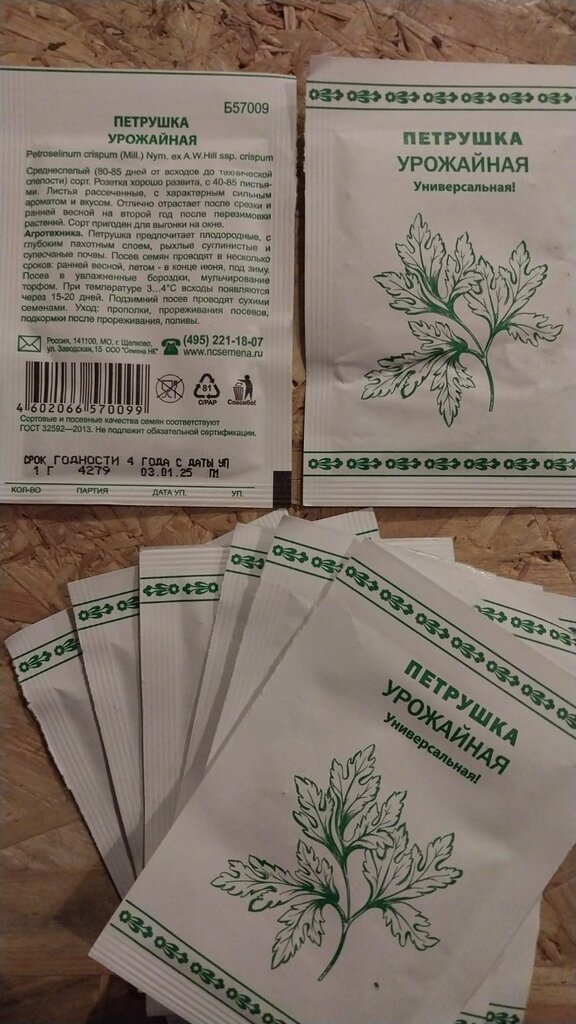 Б57009
ПЕТРУШКА
УРОЖАЙНАЯ
Petroselinum crispum (Mill.) Nym. ex A.W.Hill ssp. crispum
Среднеспелый (80-85 дней от всходов до технической
спелости) сорт. Розетка хорошо развита, с 40-85 листья-
ми. Листья рассеченные, с характерным сильным
ароматом и вкусом. Отлично отрастает после срезки и
ранней весной на второй год после перезимовки
растений. Сорт пригоден для выгонки на окне.
Агротехника. Петрушка предпочитает плодородные, с
глубоким пахотным слоем, рыхлые суглинистые и
супесчаные почвы. Посев семян проводят в несколько
сроков: ранней весной, летом - в конце июня, под зиму.
Посев в увлажненные бороздки, мульчирование
торфом. При температуре 3...4°С всходы появляются
через 15-20 дней. Подзимний посев проводят сухими
семенами. Уход: прополки, прореживания посевов,
подкормки после прореживания, поливы.
Россия, 141100, МО, г. Щелково,
ул. Заводская, 15 ООО "Семена НК"
(495) 221-18-07
www.ncsemena.ru
4 602066 570099
81
C/PAP
Спасибо!
Сортовые и посевные качества семян соответствуют
ГОСТ 32592–2013. Не подлежит обязательной сертификации.
СРОК ГОДНОСТИ 4 ГОДА С ДАТЫ УП
1 Г 4279 03.01.25 ПМ
КОЛ-ВО ПАРТИЯ ДАТА УП. УП.
ПЕТРУШКА
УРОЖАЙНАЯ
Универсальная!
ПЕТРУШКА
УРОЖАЙНАЯ
Универсальная!